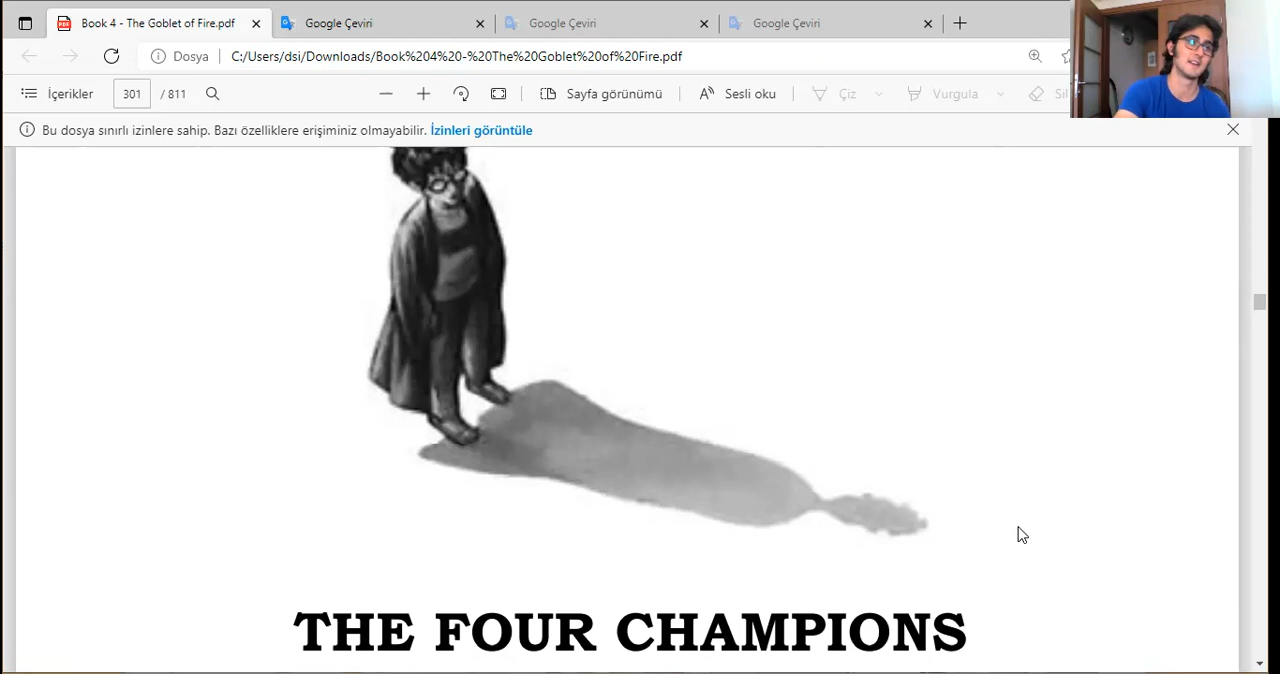 Book 4 - The Goblet of Fire.pdf
Google Çeviri
Google Çeviri
Google Çeviri
Dosya
C:/Users/dsi/Downloads/Book%204%20-%20The%20Goblet%20of%20Fire.pdf
İçerikler
301 / 811
Sayfa görünümü
Sesli oku
Çiz
Vurgula
Bu dosya sınırlı izinlere sahip. Bazı özelliklere erişiminiz olmayabilir. İzinleri görüntüle
THE FOUR CHAMPIONS